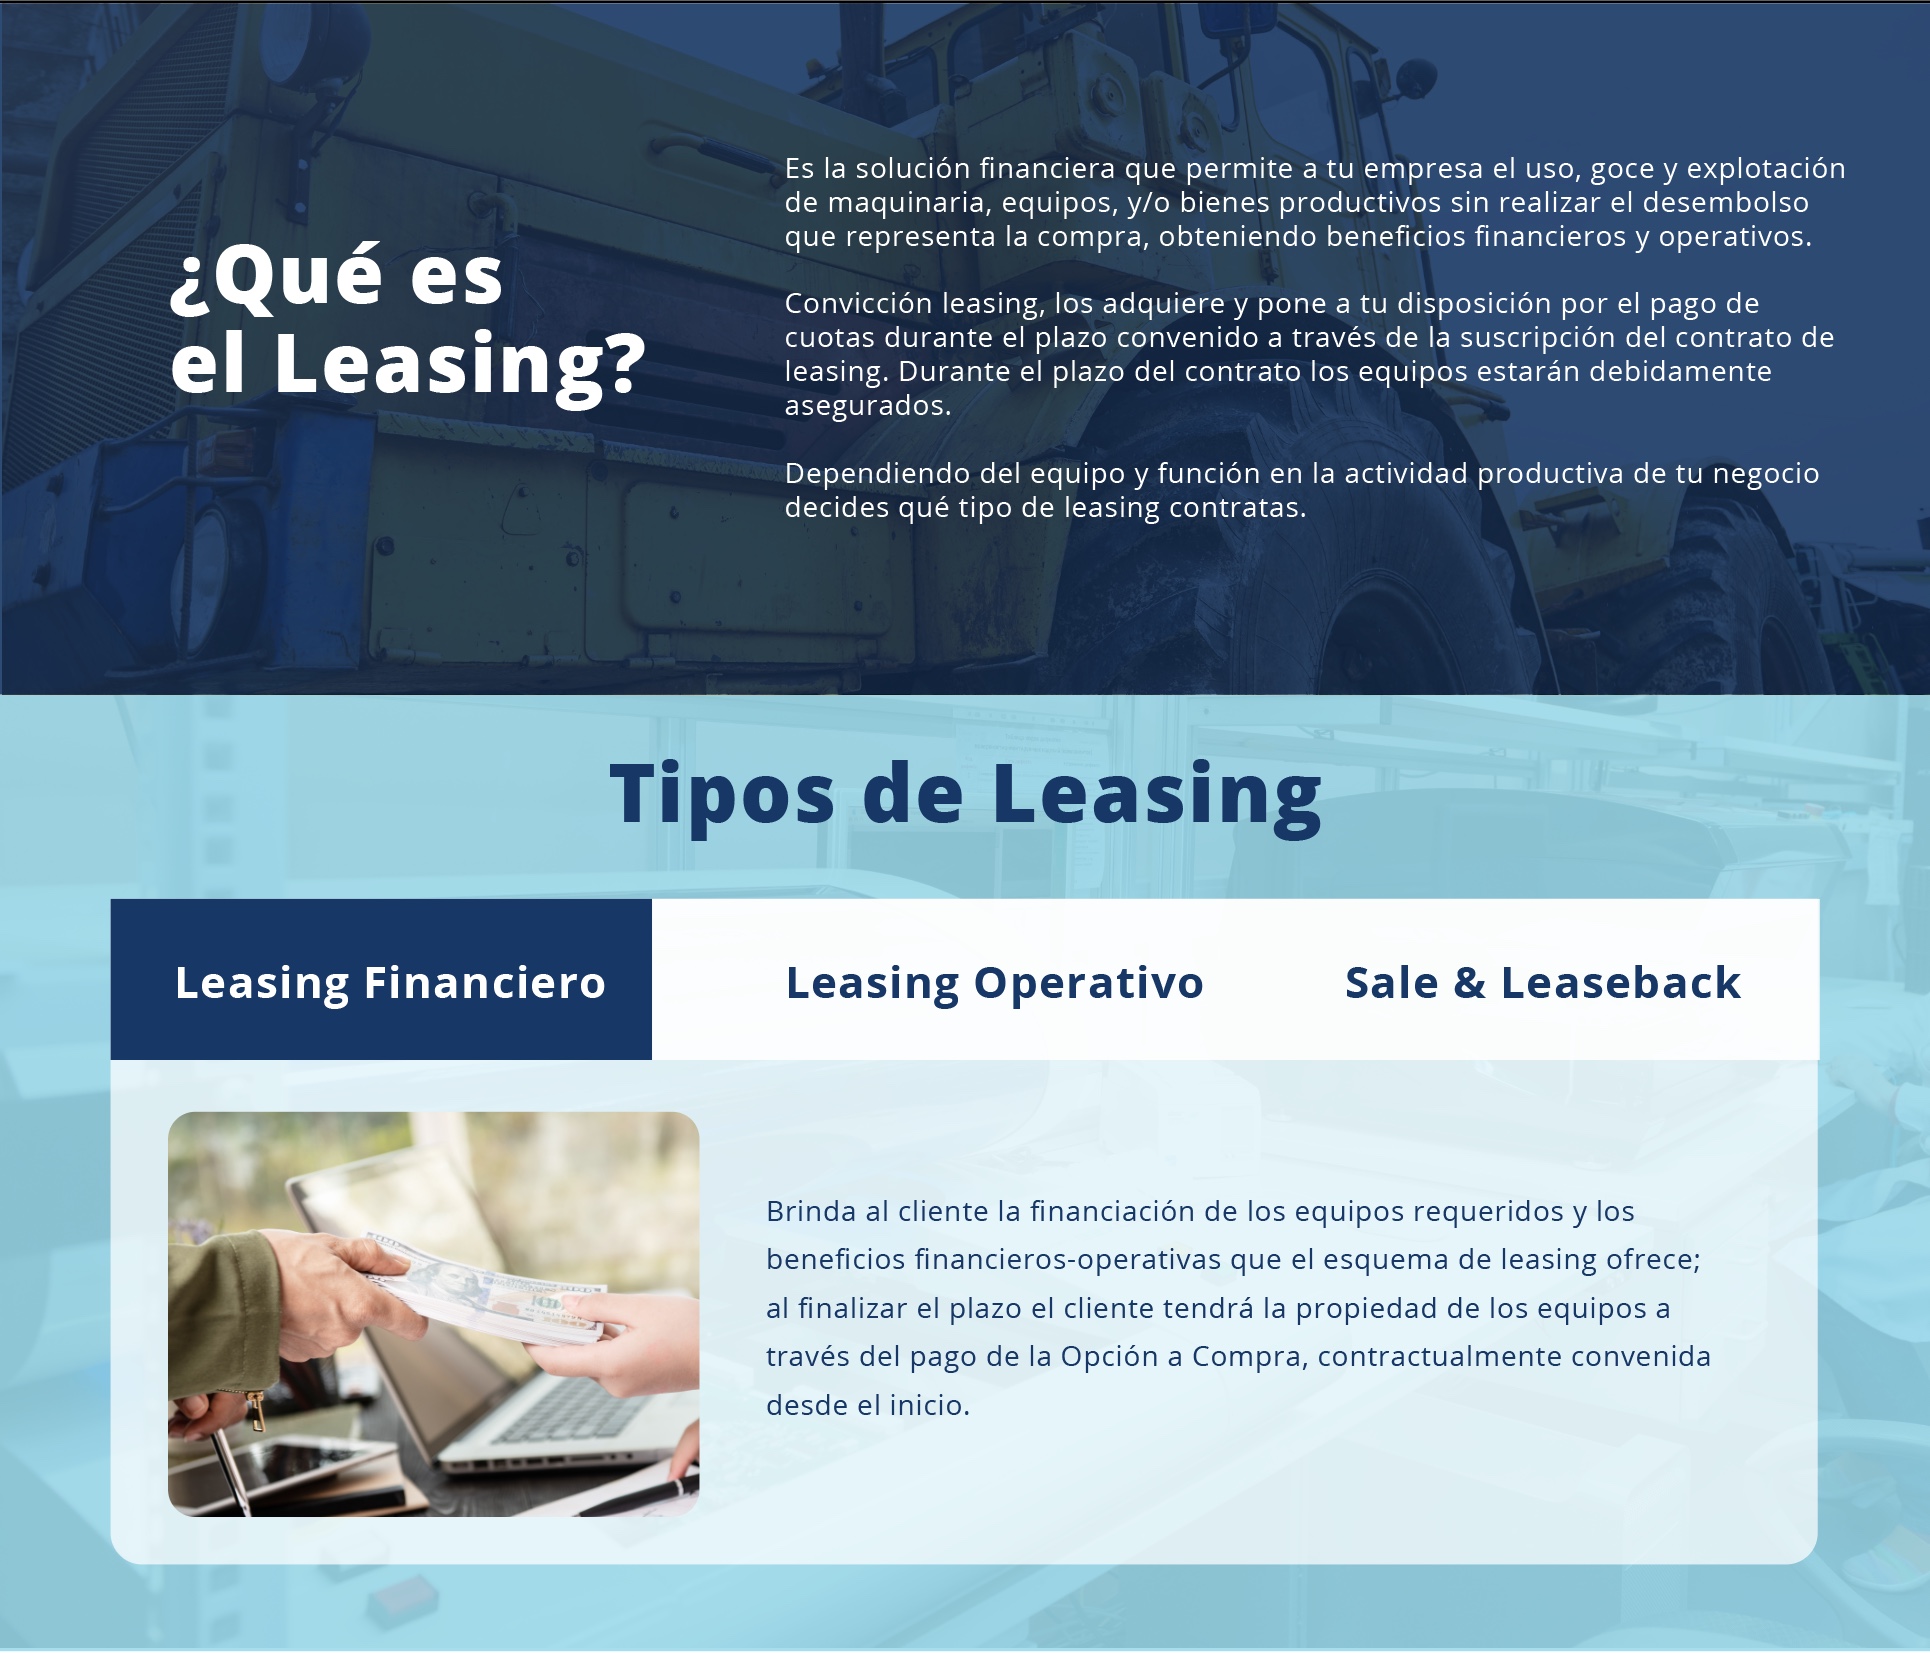 ¿Qué es
el Leasing?
Es la solución financiera que permite a tu empresa el uso, goce y explotación
de maquinaria, equipos, y/o bienes productivos sin realizar el desembolso
que representa la compra, obteniendo beneficios financieros y operativos.
Convicción leasing, los adquiere y pone a tu disposición por el pago de
cuotas durante el plazo convenido a través de la suscripción del contrato de
leasing. Durante el plazo del contrato los equipos estarán debidamente
asegurados.
Dependiendo del equipo y función en la actividad productiva de tu negocio
decides qué tipo de leasing contratas.
Tipos de Leasing
Leasing Financiero
Leasing Operativo
Sale & Leaseback
Brinda al cliente la financiación de los equipos requeridos y los
beneficios financieros-operativas que el esquema de leasing ofrece;
al finalizar el plazo el cliente tendrá la propiedad de los equipos a
través del pago de la Opción a Compra, contractualmente convenida
desde el inicio.